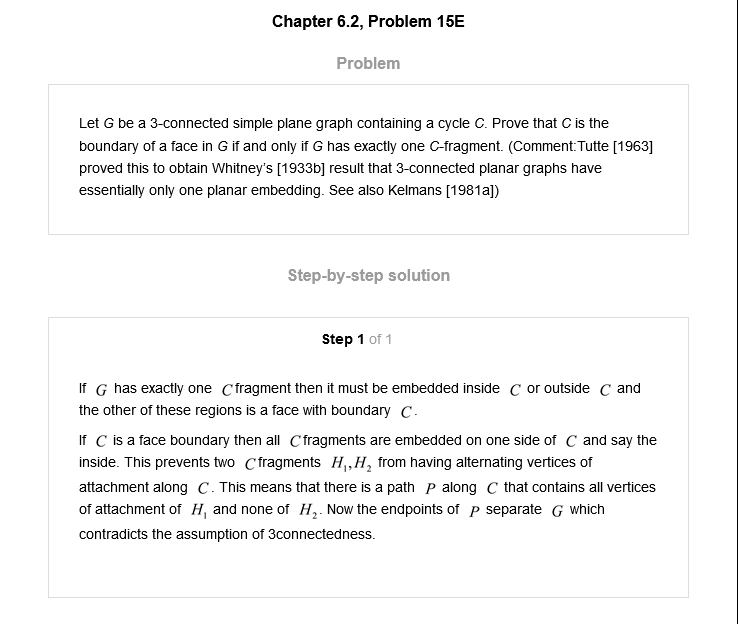 Chapter 6.2, Problem 15E
Problem
Let G be a 3-connected simple plane graph containing a cycle C. Prove that C is the
boundary of a face in G if and only if G has exactly one C-fragment. (Comment:Tutte [1963]
proved this to obtain Whitney's [1933b] result that 3-connected planar graphs have
essentially only one planar embedding. See also Kelmans [1981a])
Step-by-step solution
Step 1 of 1
If G has exactly one C fragment then it must be embedded inside C or outside C and
the other of these regions is a face with boundary C.
If C is a face boundary then all C fragments are embedded on one side of C and say the
inside. This prevents two C fragments H₁, H₂ from having alternating vertices of
attachment along C. This means that there is a path P along C that contains all vertices
of attachment of H₁ and none of H₂. Now the endpoints of P separate G which
contradicts the assumption of 3connectedness.